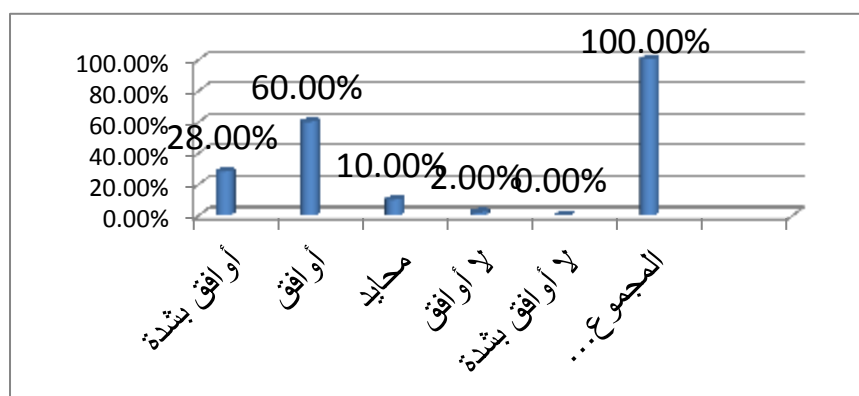 100.00%
80.00%
60.00%
40.00%
20.00%
0.00%
28.00%
60.00%
10.00%
2.00%
0.00%
100.00%
أوافق بشدة
أوافق
محايد
لا أوافق
لا أوافق بشدة
المجموع...